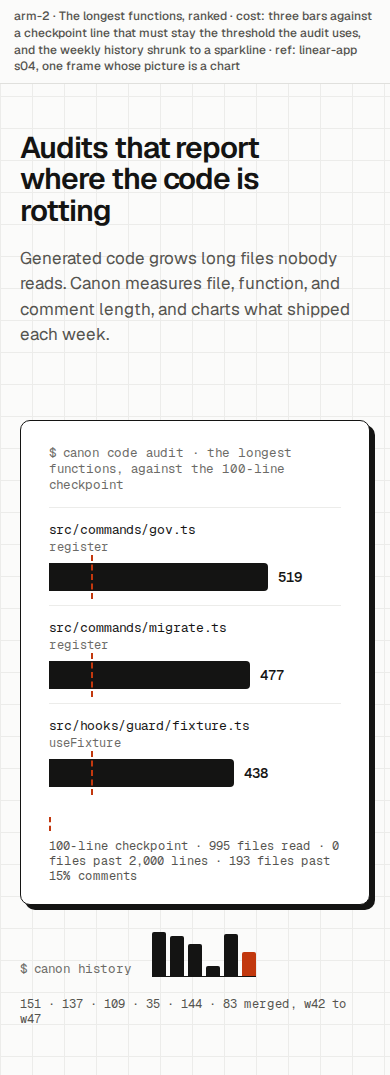 arm-2 · The longest functions, ranked · cost: three bars against
a checkpoint line that must stay the threshold the audit uses,
and the weekly history shrunk to a sparkline · ref: linear-app
s04, one frame whose picture is a chart
Audits that report
where the code is
rotting
Generated code grows long files nobody
reads. Canon measures file, function, and
comment length, and charts what shipped
each week.
$ canon code audit · the longest
functions, against the 100-line
checkpoint
src/commands/gov.ts
register
519
src/commands/migrate.ts
register
477
src/hooks/guard/fixture.ts
useFixture
438
100-line checkpoint · 995 files read · 0
files past 2,000 lines · 193 files past
15% comments
$ canon history
151 · 137 · 109 · 35 · 144 · 83 merged, w42 to
w47